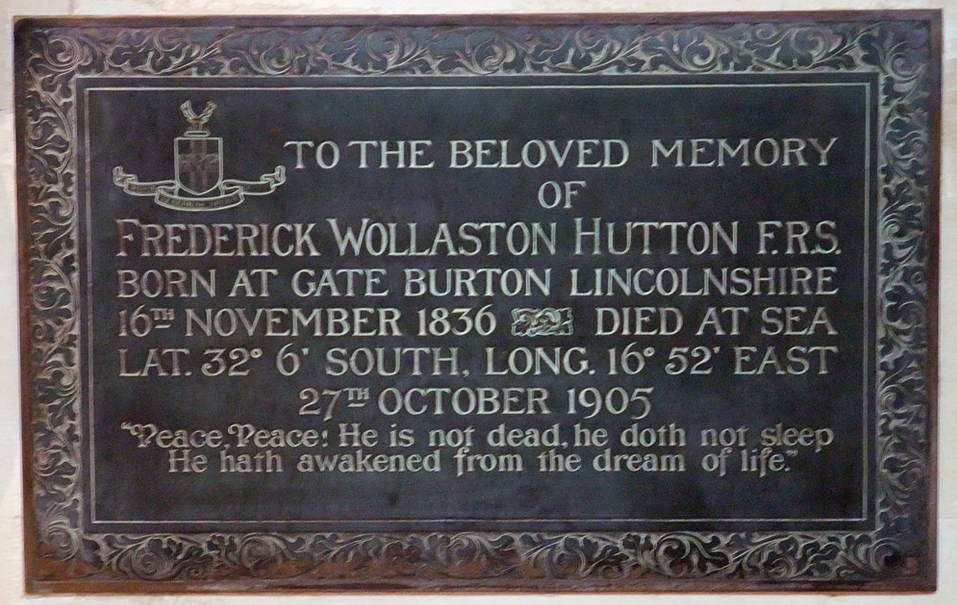 TO THE BELOVED MEMORY
OF
FREDERICK WOLLASTON HUTTON F.R.S.
BORN AT GATE BURTON LINCOLNSHIRE
16TH NOVEMBER 1836 DIED AT SEA
LAT. 32° 6' SOUTH, LONG. 16° 52' EAST
27TH OCTOBER 1905
"Peace, Peace! He is not dead, he doth not sleep
He hath awakened from the dream of life."